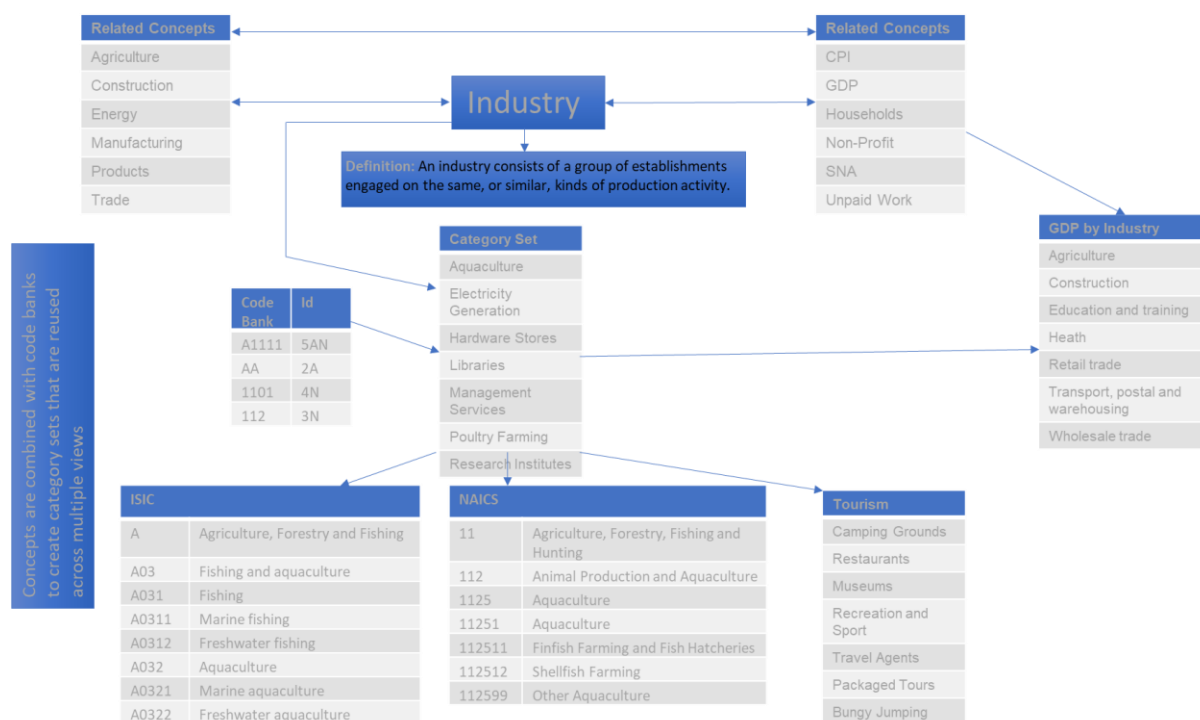 Related Concepts
Agriculture
Construction
Energy
Manufacturing
Products
Trade
Industry
Definition: An industry consists of a group of establishments
engaged on the same, or similar, kinds of production activity.
Related Concepts
CPI
GDP
Households
Non-Profit
SNA
Unpaid Work
Concepts are combined with code banks
to create category sets that are reused
across multiple views
Code Id
Bank
A1111 5AN
AA 2A
1101 4N
112 3N
Category Set
Aquaculture
Electricity
Generation
Hardware Stores
Libraries
Management
Services
Poultry Farming
Research Institutes
GDP by Industry
Agriculture
Construction
Education and training
Heath
Retail trade
Transport, postal and
warehousing
Wholesale trade
ISIC
A Agriculture, Forestry and Fishing
A03 Fishing and aquaculture
A031 Fishing
A0311 Marine fishing
A0312 Freshwater fishing
A032 Aquaculture
A0321 Marine aquaculture
A0322 Freshwater aquaculture
NAICS
11 Agriculture, Forestry, Fishing and
Hunting
112 Animal Production and Aquaculture
1125 Aquaculture
11251 Aquaculture
112511 Finfish Farming and Fish Hatcheries
112512 Shellfish Farming
112599 Other Aquaculture
Tourism
Camping Grounds
Restaurants
Museums
Recreation and
Sport
Travel Agents
Packaged Tours
Bungy Jumping